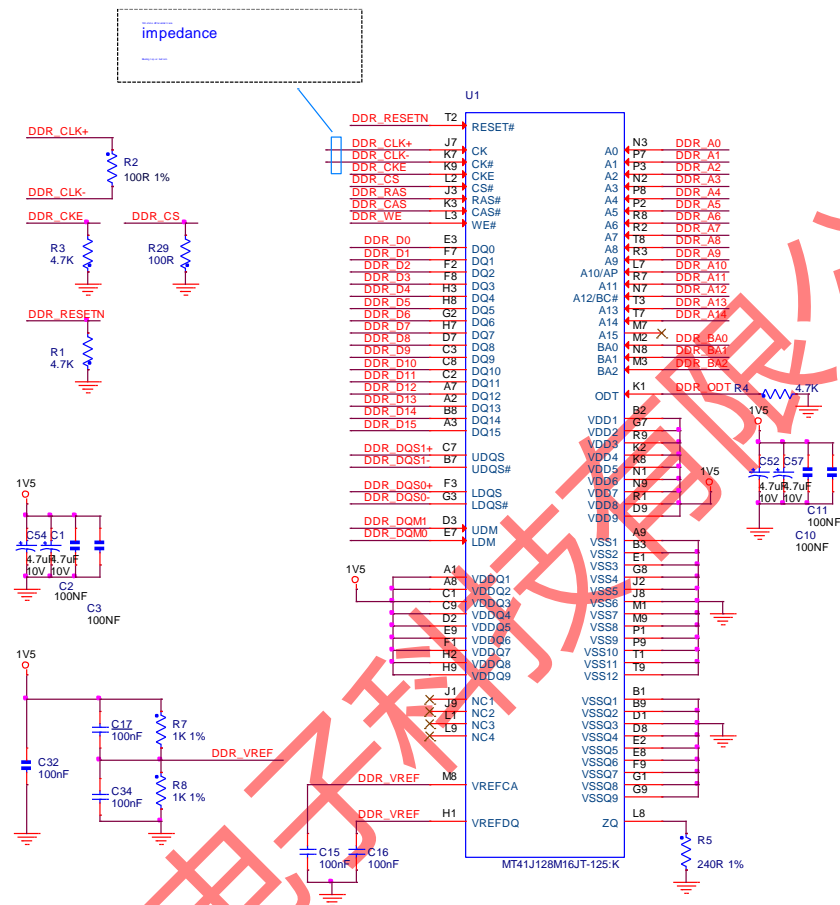 impedance
U1
DDR_CLK+
R2
100R 1%
DDR_CLK-
DDR_CKE
DDR_CS
R3
4.7K
R29
100R
DDR_RESETN
R1
4.7K
DDR_RESETN T2 RESET#
DDR_CLK+ J7 CK
DDR_CLK- K7 CK#
DDR_CKE K9 CKE
DDR_CS L2 CS#
DDR_RAS J3 RAS#
DDR_CAS K3 CAS#
DDR_WE L3 WE#
DDR_D0 E3 DQ0
DDR_D1 F7 DQ1
DDR_D2 F2 DQ2
DDR_D3 F8 DQ3
DDR_D4 H3 DQ4
DDR_D5 H8 DQ5
DDR_D6 G2 DQ6
DDR_D7 H7 DQ7
DDR_D8 D7 DQ8
DDR_D9 C3 DQ9
DDR_D10 C8 DQ10
DDR_D11 C2 DQ11
DDR_D12 A7 DQ12
DDR_D13 A2 DQ13
DDR_D14 B8 DQ14
DDR_D15 A3 DQ15
DDR_DQS1+ C7 UDQS
DDR_DQS1- B7 UDQS#
DDR_DQS0+ F3 LDQS
DDR_DQS0- G3 LDQS#
DDR_DQM1 D3 UDM
DDR_DQM0 E7 LDM
1V5
A1 VDDQ1
A8 VDDQ2
C1 VDDQ3
C9 VDDQ4
D2 VDDQ5
E9 VDDQ6
F1 VDDQ7
H2 VDDQ8
H9 VDDQ9
J1 NC1
J9 NC2
L1 NC3
L9 NC4
DDR_VREF M8 VREFCA
DDR_VREF H1 VREFDQ
C15
100nF
C16
100nF
A0 N3 DDR_A0
A1 P7 DDR_A1
A2 P3 DDR_A2
A3 N2 DDR_A3
A4 P8 DDR_A4
A5 P2 DDR_A5
A6 R8 DDR_A6
A7 R2 DDR_A7
A8 T8 DDR_A8
A9 R3 DDR_A9
A10/AP L7 DDR_A10
A11 R7 DDR_A11
A12/BC# N7 DDR_A12
A13 T3 DDR_A13
A14 T7 DDR_A14
A15 M7
BA0 M2 DDR_BA0
BA1 N8 DDR_BA1
BA2 M3 DDR_BA2
ODT K1 DDR_ODT R4 4.7K
VDD1 B2
VDD2 G7
VDD3 R9
VDD4 K2
VDD5 K8
VDD6 N1
VDD7 N9
VDD8 R1
VDD9 D9
1V5
VSS1 A9
VSS2 B3
VSS3 E1
VSS4 G8
VSS5 J2
VSS6 J8
VSS7 M1
VSS8 M9
VSS9 P1
VSS10 P9
VSS11 T1
VSS12 T9
VSSQ1 B1
VSSQ2 B9
VSSQ3 D1
VSSQ4 D8
VSSQ5 E2
VSSQ6 E8
VSSQ7 F9
VSSQ8 G1
VSSQ9 G9
ZQ L8
R5
240R 1%
MT41J128M16JT-125:K
1V5
C52 C57
4.7uF 4.7uF
10V 10V
C11
100NF
C10
100NF
1V5
C54 C1
4.7uF 4.7uF
10V 10V
C2
100NF
C3
100NF
1V5
C17
100nF
R7
1K 1%
DDR_VREF
C32
100nF
C34
100nF
R8
1K 1%
电子科技有限公